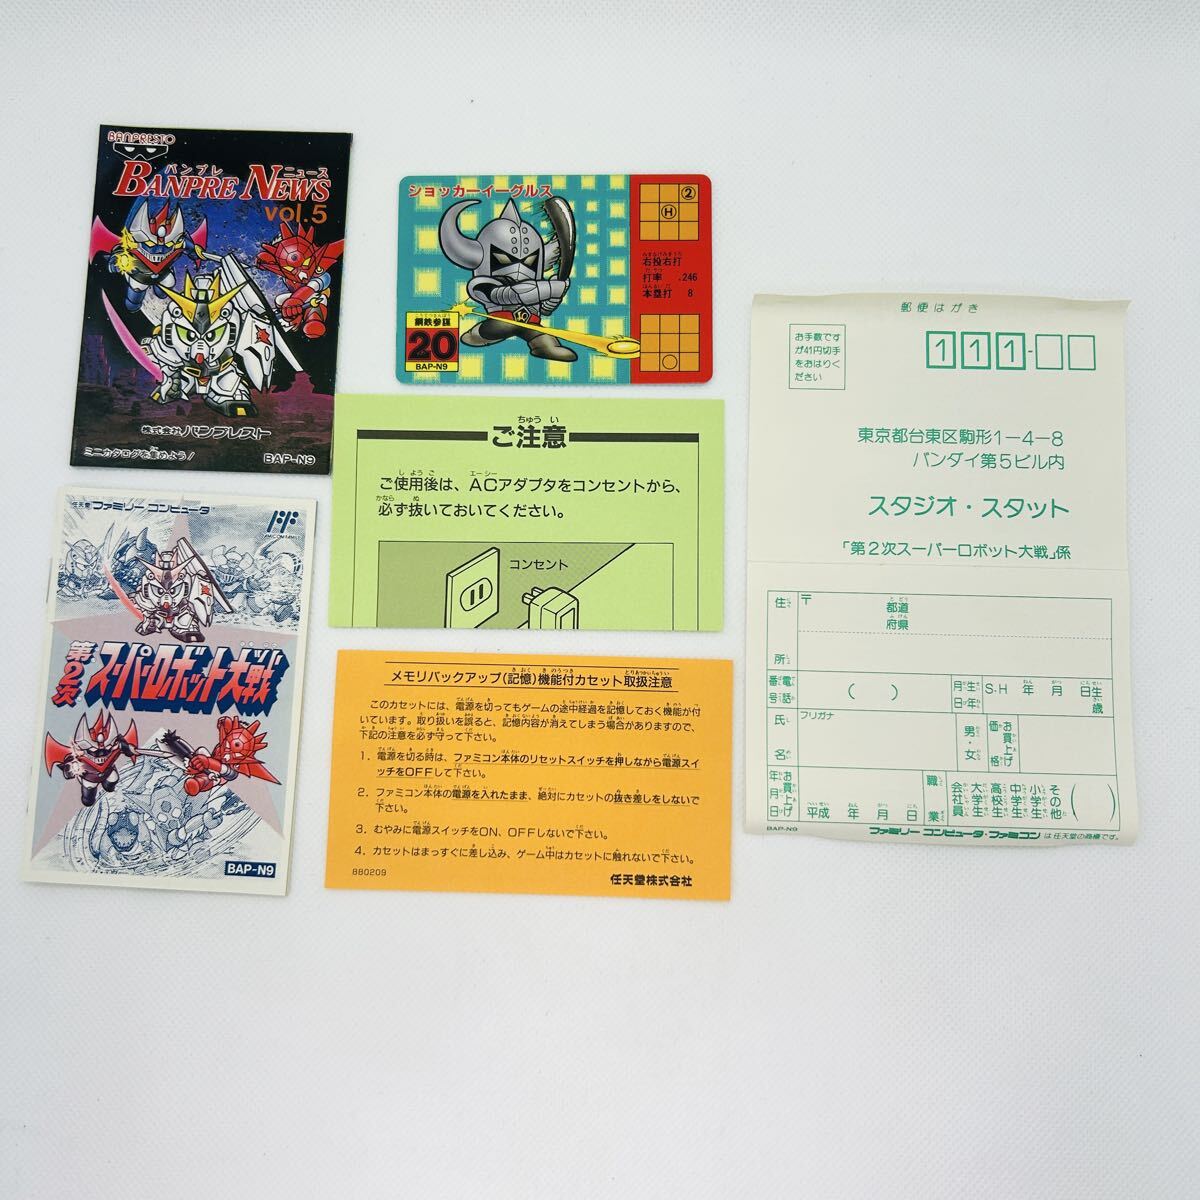 BANPRESTO
バンプレ ニュース
BANPRE NEWS
vol.5
株式会社バンプレスト
ミニカタログを集めよう!
BAP-N9
ショッカーイーグルス
②
Ⓗ
右投右打
打率 .246
本塁打 8
鋼鉄参謀
20
BAP-N9
ご注意
ちゅう い
ご使用後は、ACアダプタをコンセントから、
必ず抜いておいてください。
コンセント
任天堂 ファミリー コンピュータ
第2次
スーパーロボット大戦
BAP-N9
メモリバックアップ(記憶)機能付カセット取扱注意
このカセットには、電源を切ってもゲームの途中経過を記憶しておく機能が付
いています。取り扱いを誤ると、記憶内容が消えてしまう場合がありますので、
下記の注意を必ず守って下さい。
1. 電源を切る時は、ファミコン本体のリセットスイッチを押しながら電源スイ
ッチをOFFして下さい。
2. ファミコン本体の電源を入れたまま、絶対にカセットの抜き差しをしないで
下さい。
3. むやみに電源スイッチをON、OFFしないで下さい。
4. カセットはまっすぐに差し込み、ゲーム中はカセットに触れないで下さい。
880209
任天堂株式会社
郵便はがき
お手数です
が41円切手
をおはりく
ださい
111-
東京都台東区駒形1-4-8
バンダイ第5ビル内
スタジオ・スタット
「第2次スーパーロボット大戦」係
住所
〒
都道
府県
電話番号
( )
生年月日
S・H 年 月 日生
歳
氏名
フリガナ
男・女
お買上げ価格
お買上げ年月日
平成 年 月 日
職業
会社員
大学生
高校生
中学生
小学生
その他
( )
BAP-N9
ファミリー コンピュータ・ファミコン は任天堂の商標です。